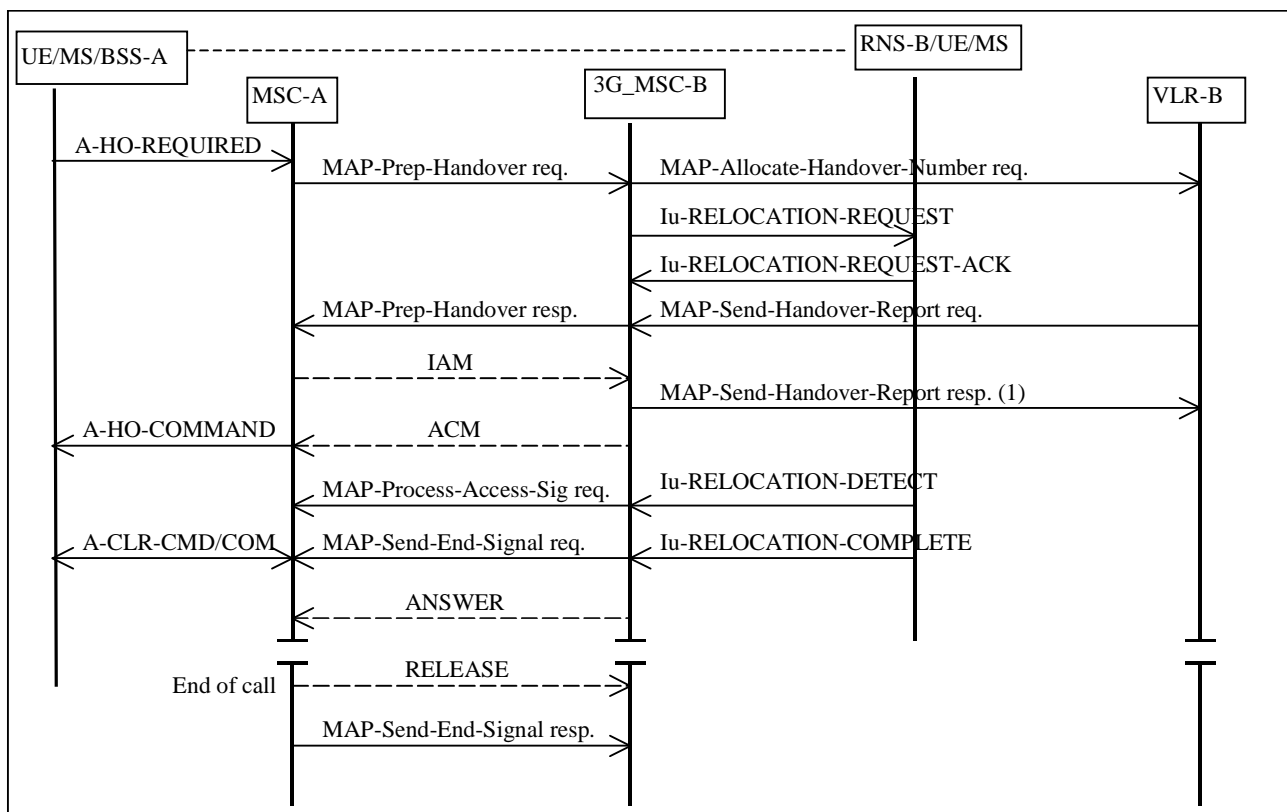 UE/MS/BSS-A
RNS-B/UE/MS
MSC-A
3G_MSC-B
VLR-B
A-HO-REQUIRED
MAP-Prep-Handover req.
MAP-Allocate-Handover-Number req.
Iu-RELOCATION-REQUEST
Iu-RELOCATION-REQUEST-ACK
MAP-Prep-Handover resp.
MAP-Send-Handover-Report req.
IAM
MAP-Send-Handover-Report resp. (1)
A-HO-COMMAND
ACM
MAP-Process-Access-Sig req.
Iu-RELOCATION-DETECT
A-CLR-CMD/COM
MAP-Send-End-Signal req.
Iu-RELOCATION-COMPLETE
ANSWER
End of call
RELEASE
MAP-Send-End-Signal resp.